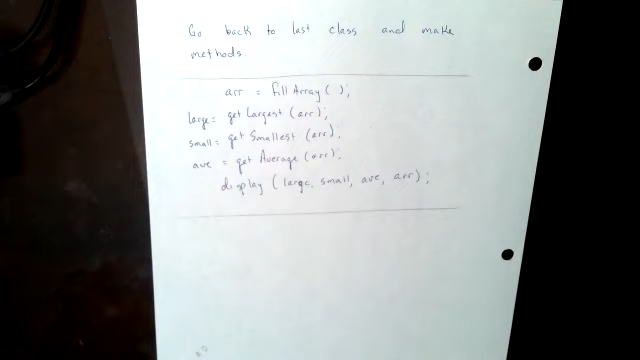 Go back to last class and make
methods.
arr = fillArray( );
large = getLargest (arr);
small = getSmallest (arr);
ave = getAverage (arr);
display (large, small, ave, arr);